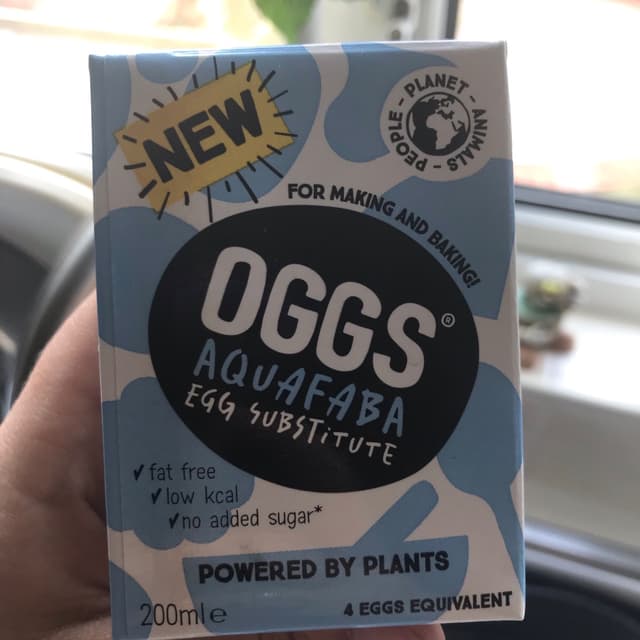 NEW
PEOPLE - PLANET - ANIMALS -
FOR MAKING AND BAKING!
OGGS®
AQUAFABA
EGG SUBSTITUTE
✓ fat free
✓ low kcal
✓ no added sugar*
POWERED BY PLANTS
200ml ℮
4 EGGS EQUIVALENT